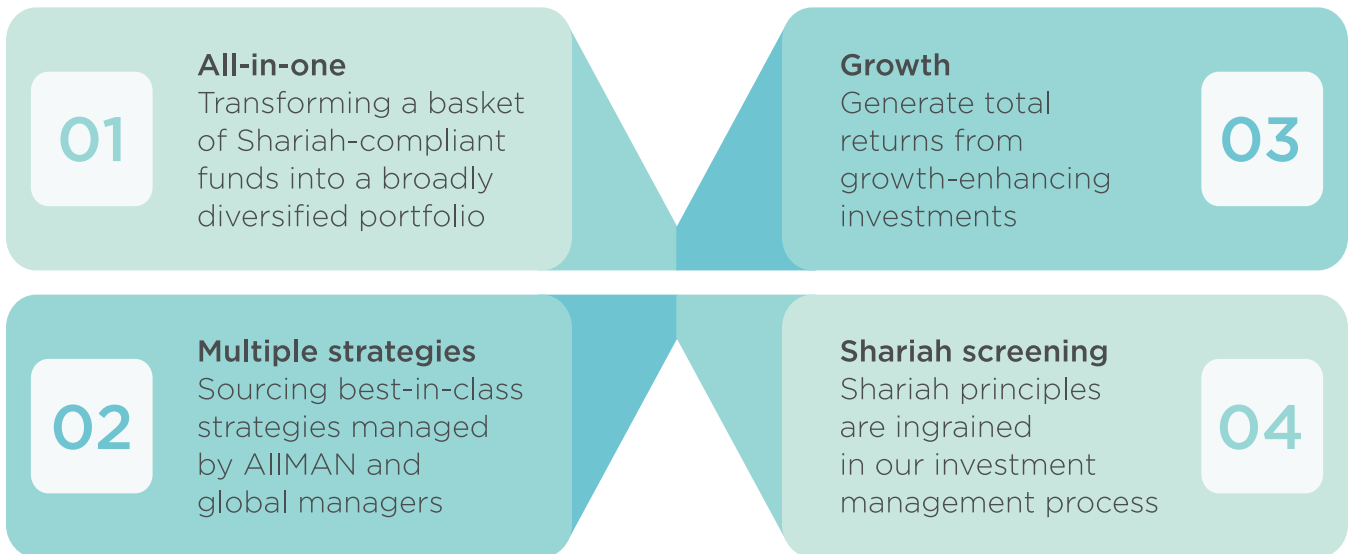 01
All-in-one
Transforming a basket
of Shariah-compliant
funds into a broadly
diversified portfolio
02
Multiple strategies
Sourcing best-in-class
strategies managed
by AIIMAN and
global managers
Growth
Generate total
returns from
growth-enhancing
investments
03
Shariah screening
Shariah principles
are ingrained
in our investment
management process
04